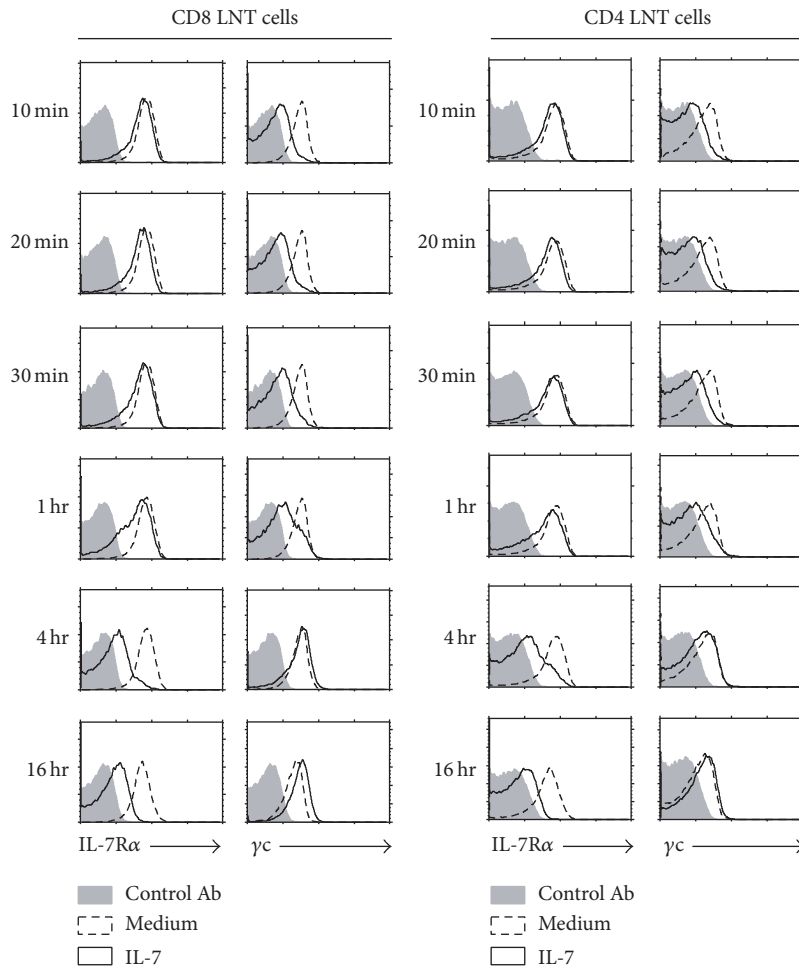 CD8 LNT cells
CD4 LNT cells
10 min
10 min
20 min
20 min
30 min
30 min
1 hr
1 hr
4 hr
4 hr
16 hr
16 hr
IL-7Rα
γc
IL-7Rα
γc
Control Ab
Medium
IL-7
Control Ab
Medium
IL-7